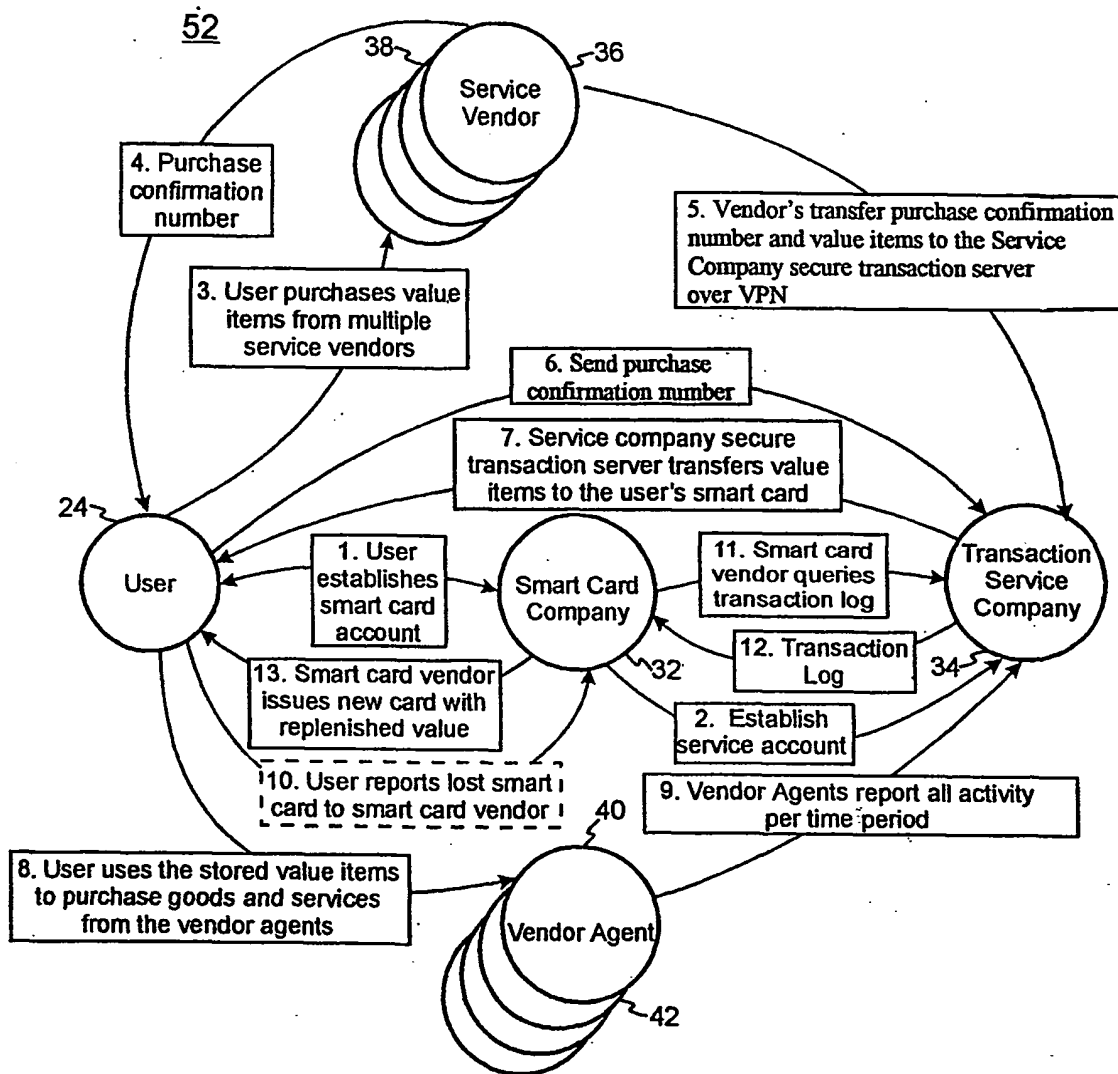 52
38
36
Service
Vendor
4. Purchase
confirmation
number
5. Vendor's transfer purchase confirmation
number and value items to the Service
Company secure transaction server
over VPN
3. User purchases value
items from multiple
service vendors
6. Send purchase
confirmation number
7. Service company secure
transaction server transfers value
items to the user's smart card
24
User
1. User
establishes
smart card
account
Smart Card
Company
11. Smart card
vendor queries
transaction log
Transaction
Service
Company
12. Transaction
Log
32
34
13. Smart card vendor
issues new card with
replenished value
2. Establish
service account
10. User reports lost smart
card to smart card vendor
9. Vendor Agents report all activity
per time period
40
8. User uses the stored value items
to purchase goods and services
from the vendor agents
Vendor Agent
42